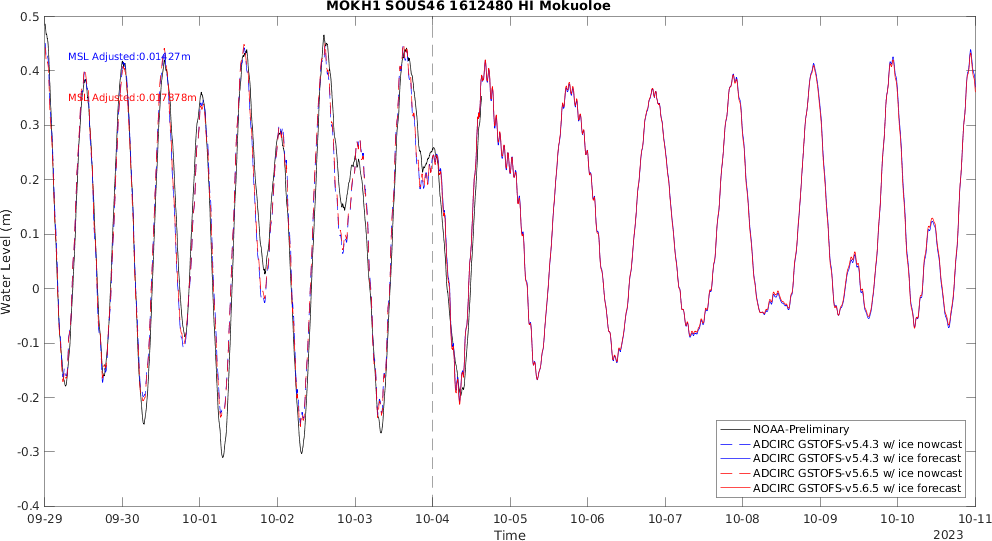 MOKH1 SOUS46 1612480 HI Mokuoloe
0.5
MSL Adjusted:0.01427m
0.4
MSL Adjusted:0.017378m
0.3
0.2
Water Level (m)
0.1
0
-0.1
-0.2
-0.3
-0.4
NOAA-Preliminary
ADCIRC GSTOFS-v5.4.3 w/ ice nowcast
ADCIRC GSTOFS-v5.4.3 w/ ice forecast
ADCIRC GSTOFS-v5.6.5 w/ ice nowcast
ADCIRC GSTOFS-v5.6.5 w/ ice forecast
09-29 09-30 10-01 10-02 10-03 10-04 10-05 10-06 10-07 10-08 10-09 10-10 10-11
Time
2023